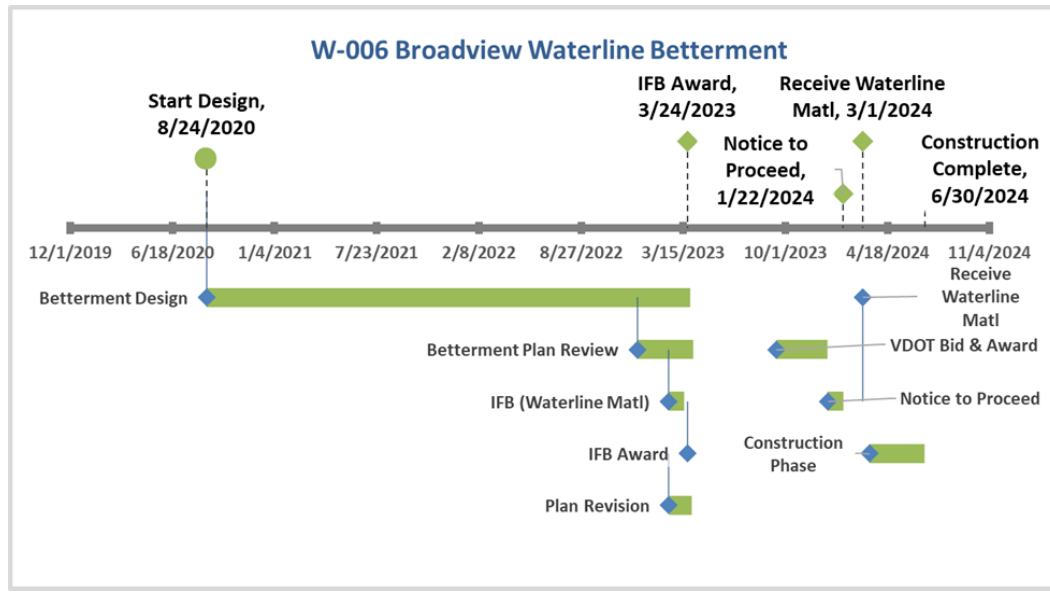 W-006 Broadview Waterline Betterment
Start Design,
8/24/2020
IFB Award,
3/24/2023
Receive Waterline
Matl, 3/1/2024
Notice to
Proceed,
1/22/2024
Construction
Complete,
6/30/2024
12/1/2019 6/18/2020 1/4/2021 7/23/2021 2/8/2022 8/27/2022 3/15/2023 10/1/2023 4/18/2024 11/4/2024
Betterment Design
Receive
Waterline
Matl
Betterment Plan Review
VDOT Bid & Award
IFB (Waterline Matl)
Notice to Proceed
IFB Award
Construction
Phase
Plan Revision